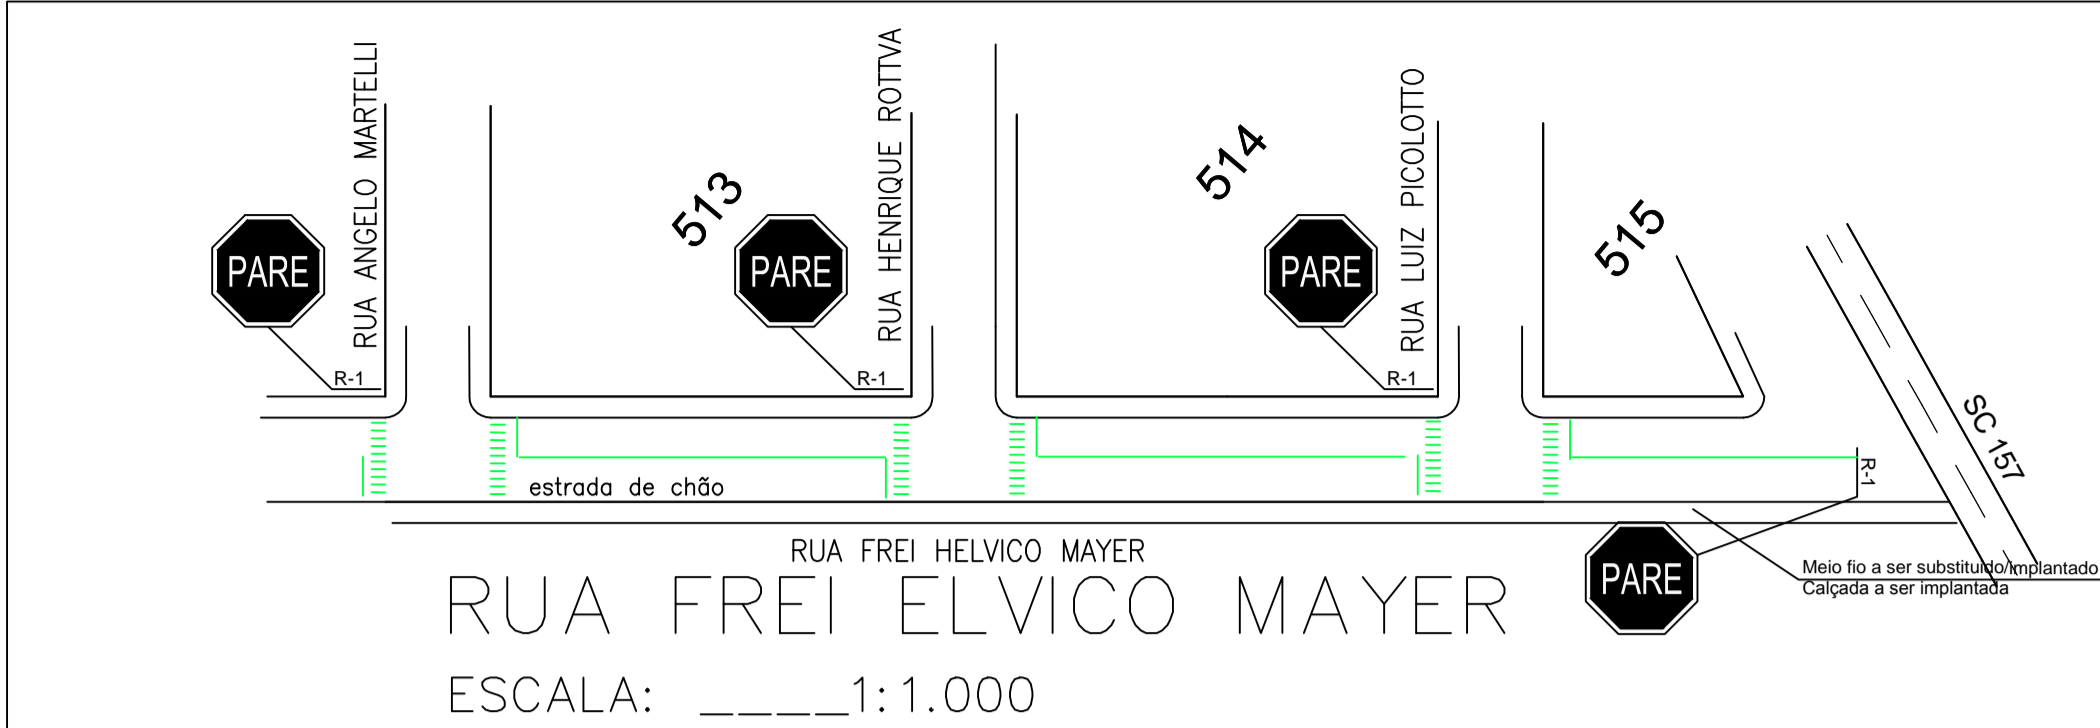 RUA ANGELO MARTELLI
RUA HENRIQUE ROTTVA
RUA LUIZ PICOLOTTO
513
514
515
PARE
PARE
PARE
R-1
R-1
R-1
SC 157
R-1
estrada de chão
RUA FREI HELVICO MAYER
PARE
Meio fio a ser substituido/implantado
Calçada a ser implantada
RUA FREI ELVICO MAYER
ESCALA: ____1:1.000